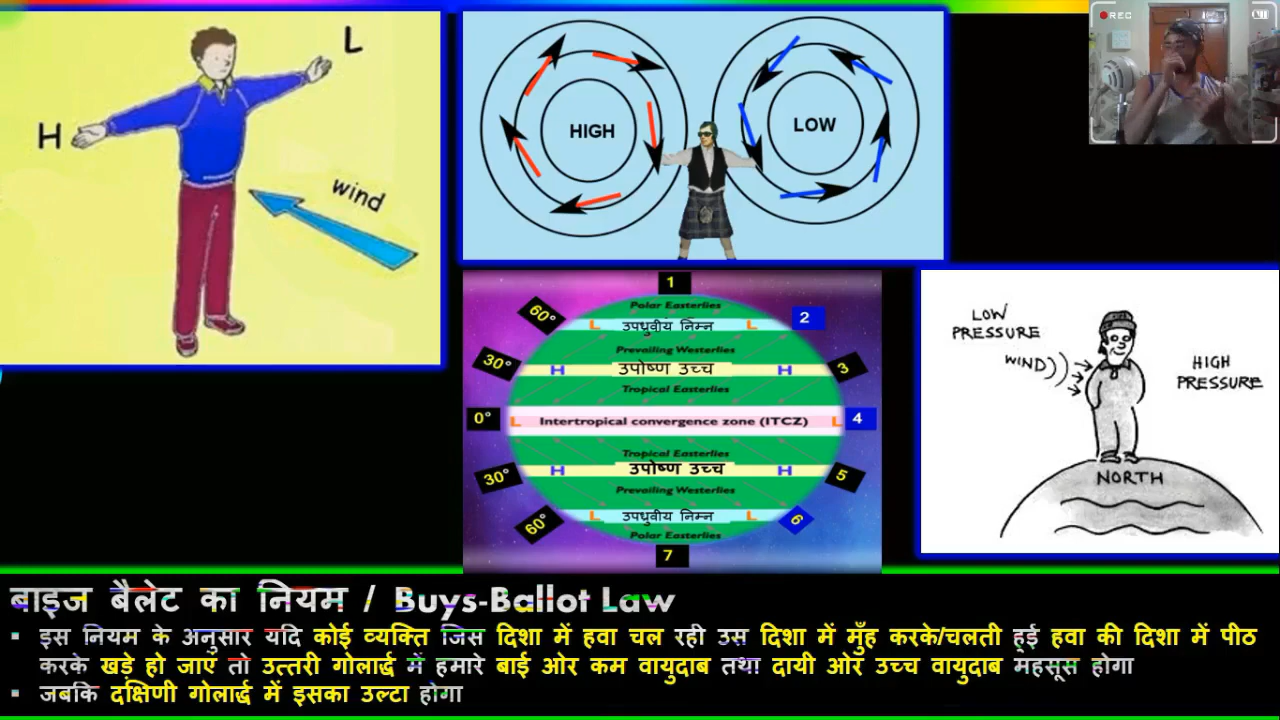 L
H
wind
HIGH
LOW
REC
1
Polar Easterlies
60°
L उपध्रुवीय निम्न L
2
Prevailing Westerlies
30°
H उपोष्ण उच्च H
3
Tropical Easterlies
0°
L Intertropical convergence zone (ITCZ) L
4
Tropical Easterlies
30°
H उपोष्ण उच्च H
5
Prevailing Westerlies
60°
L उपध्रुवीय निम्न L
6
Polar Easterlies
7
LOW
PRESSURE
WIND
HIGH
PRESSURE
NORTH
बाइज बैलेट का नियम / Buys-Ballot Law
▪ इस नियम के अनुसार यदि कोई व्यक्ति जिस दिशा में हवा चल रही उस दिशा में मुँह करके/चलती हुई हवा की दिशा में पीठ
करके खड़े हो जाएं तो उत्तरी गोलार्द्ध में हमारे बाईं ओर कम वायुदाब तथा दायी ओर उच्च वायुदाब महसूस होगा
▪ जबकि दक्षिणी गोलार्द्ध में इसका उल्टा होगा